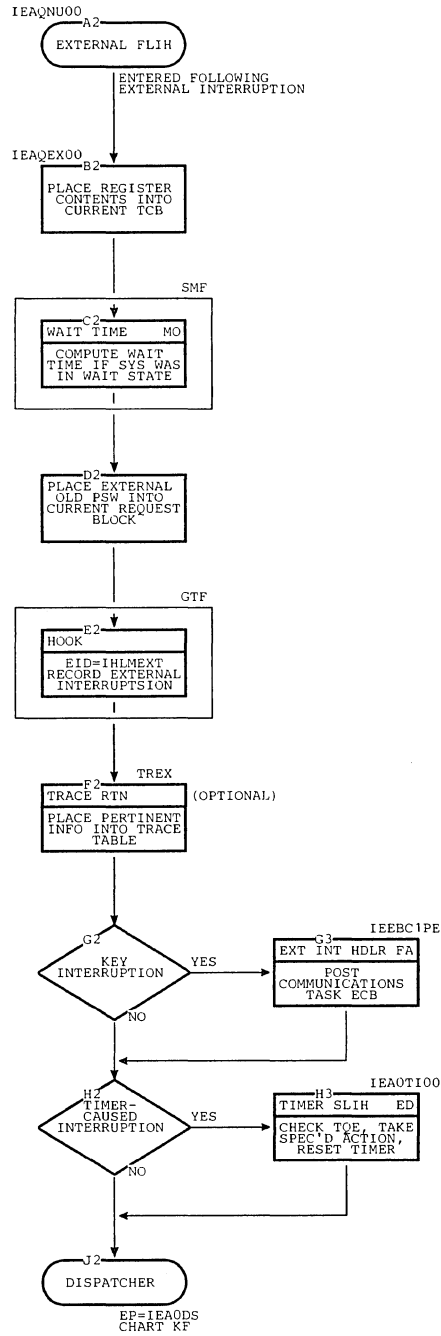 IEAQNU00
A2
EXTERNAL FLIH
ENTERED FOLLOWING
EXTERNAL INTERRUPTION
IEAQEX00
B2
PLACE REGISTER
CONTENTS INTO
CURRENT TCB
SMF
C2
WAIT TIME MO
COMPUTE WAIT
TIME IF SYS WAS
IN WAIT STATE
D2
PLACE EXTERNAL
OLD PSW INTO
CURRENT REQUEST
BLOCK
GTF
E2
HOOK
EID=IHLMEXT
RECORD EXTERNAL
INTERRUPTSION
TREX
F2
TRACE RTN
(OPTIONAL)
PLACE PERTINENT
INFO INTO TRACE
TABLE
G2
KEY
INTERRUPTION
YES
NO
IEEBC1PE
G3
EXT INT HDLR FA
POST
COMMUNICATIONS
TASK ECB
H2
TIMER-
CAUSED
INTERRUPTION
YES
NO
IEA0TI00
H3
TIMER SLIH ED
CHECK TQE, TAKE
SPEC'D ACTION,
RESET TIMER
J2
DISPATCHER
EP=IEA0DS
CHART KF